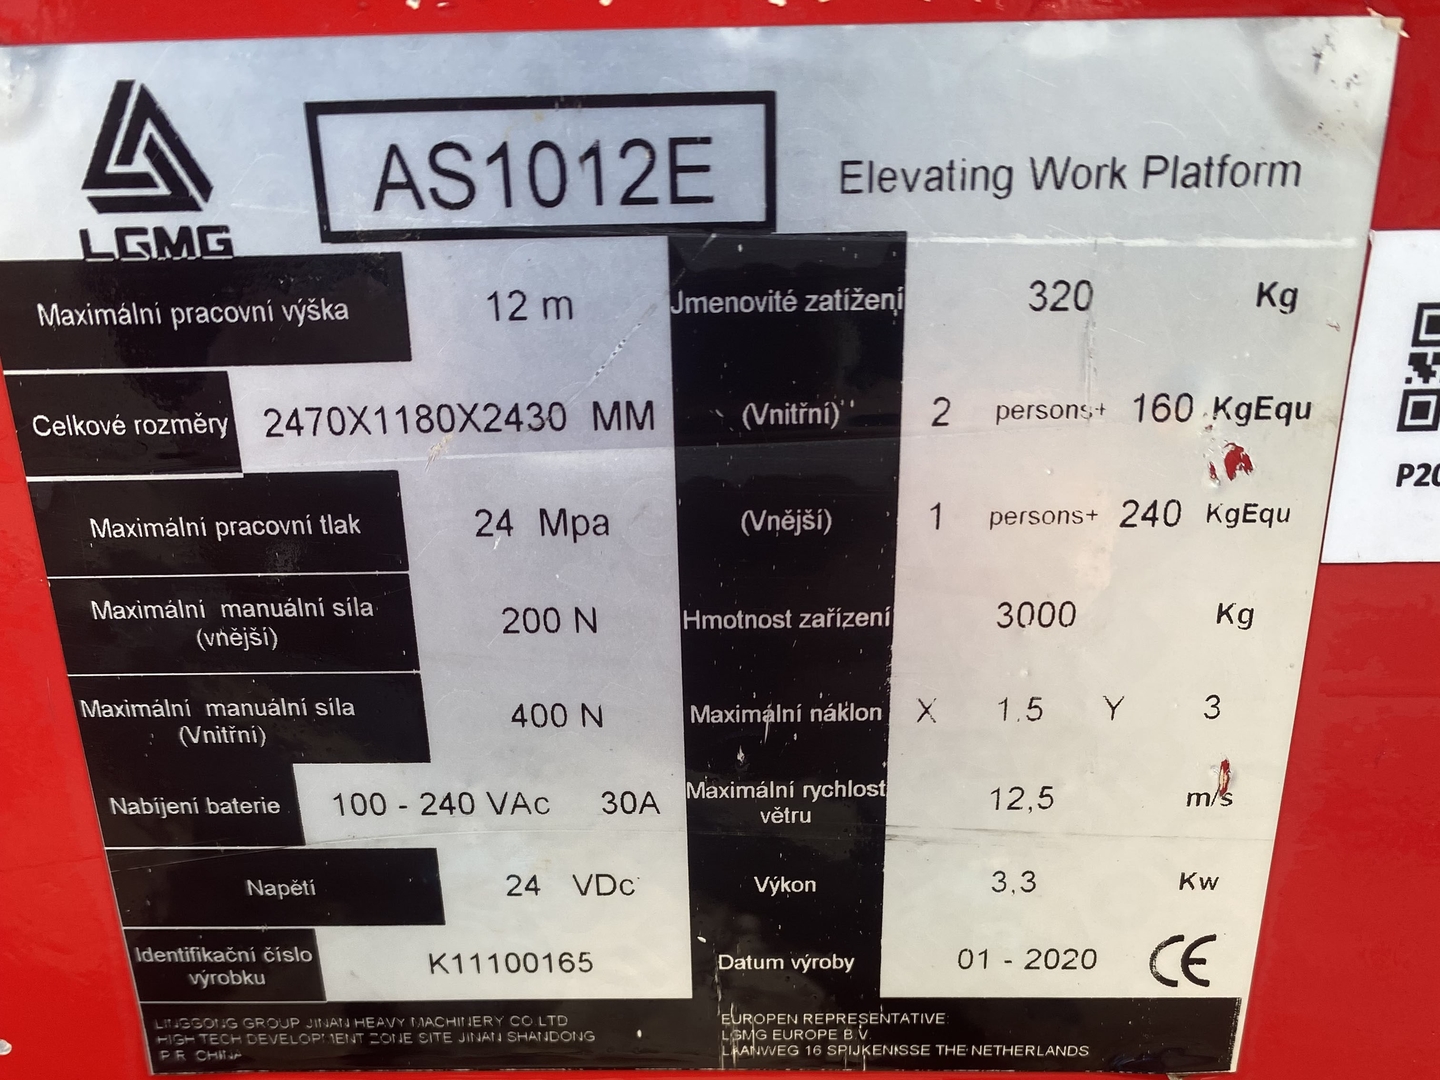 LGMG
AS1012E
Elevating Work Platform
Maximální pracovní výška 12 m
Jmenovité zatížení 320 Kg
Celkové rozměry 2470X1180X2430 MM
(Vnitřní) 2 persons+ 160 KgEqu
Maximální pracovní tlak 24 Mpa
(Vnější) 1 persons+ 240 KgEqu
Maximální manuální síla
(vnější)
200 N
Hmotnost zařízení 3000 Kg
Maximální manuální síla
(Vnitřní)
400 N
Maximální náklon X 1.5 Y 3
Nabíjení baterie 100 - 240 VAc 30A
Maximální rychlost
větru
12,5 m/s
Napětí 24 VDc
Výkon 3,3 Kw
Identifikační číslo
výrobku
K11100165
Datum výroby 01 - 2020 CE
LINGGONG GROUP JINAN HEAVY MACHINERY CO.LTD
HIGH TECH DEVELOPMENT ZONE SITE JINAN SHANDONG
P.R. CHINA
EUROPEN REPRESENTATIVE:
LGMG EUROPE B.V.
LAANWEG 16 SPIJKENISSE THE NETHERLANDS